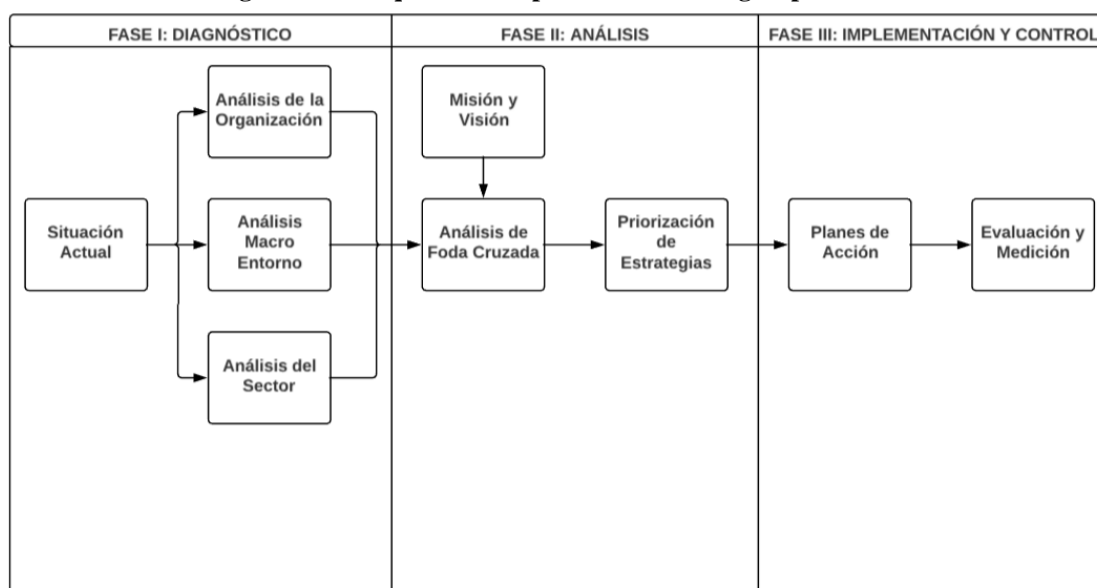 FASE I: DIAGNÓSTICO
FASE II: ANÁLISIS
FASE III: IMPLEMENTACIÓN Y CONTROL
Situación
Actual
Análisis de la
Organización
Análisis
Macro
Entorno
Análisis del
Sector
Misión y
Visión
Análisis de
Foda Cruzada
Priorización
de
Estrategias
Planes de
Acción
Evaluación y
Medición